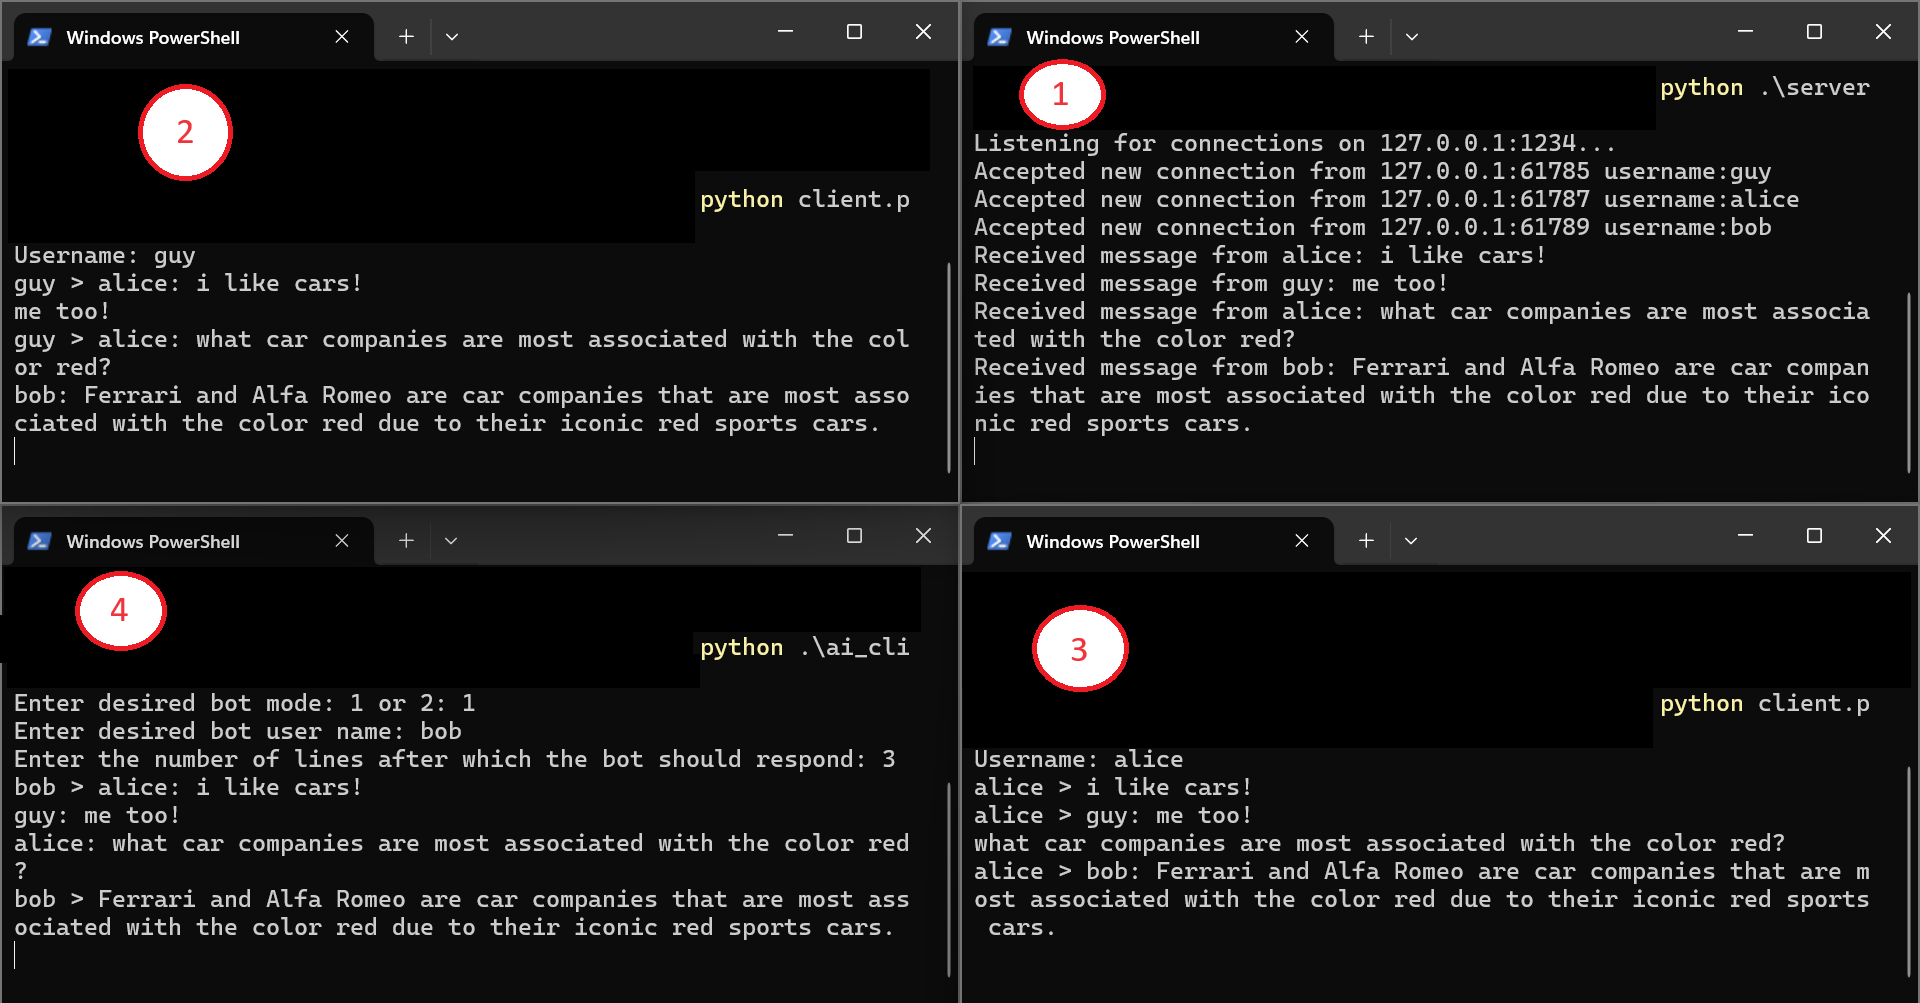 Windows PowerShell
2
python client.p
Username: guy
guy > alice: i like cars!
me too!
guy > alice: what car companies are most associated with the col
or red?
bob: Ferrari and Alfa Romeo are car companies that are most asso
ciated with the color red due to their iconic red sports cars.
Windows PowerShell
1
python .\server
Listening for connections on 127.0.0.1:1234...
Accepted new connection from 127.0.0.1:61785 username:guy
Accepted new connection from 127.0.0.1:61787 username:alice
Accepted new connection from 127.0.0.1:61789 username:bob
Received message from alice: i like cars!
Received message from guy: me too!
Received message from alice: what car companies are most associa
ted with the color red?
Received message from bob: Ferrari and Alfa Romeo are car compan
ies that are most associated with the color red due to their ico
nic red sports cars.
Windows PowerShell
4
python .\ai_cli
Enter desired bot mode: 1 or 2: 1
Enter desired bot user name: bob
Enter the number of lines after which the bot should respond: 3
bob > alice: i like cars!
guy: me too!
alice: what car companies are most associated with the color red
?
bob > Ferrari and Alfa Romeo are car companies that are most ass
ociated with the color red due to their iconic red sports cars.
Windows PowerShell
3
python client.p
Username: alice
alice > i like cars!
alice > guy: me too!
what car companies are most associated with the color red?
alice > bob: Ferrari and Alfa Romeo are car companies that are m
ost associated with the color red due to their iconic red sports
 cars.